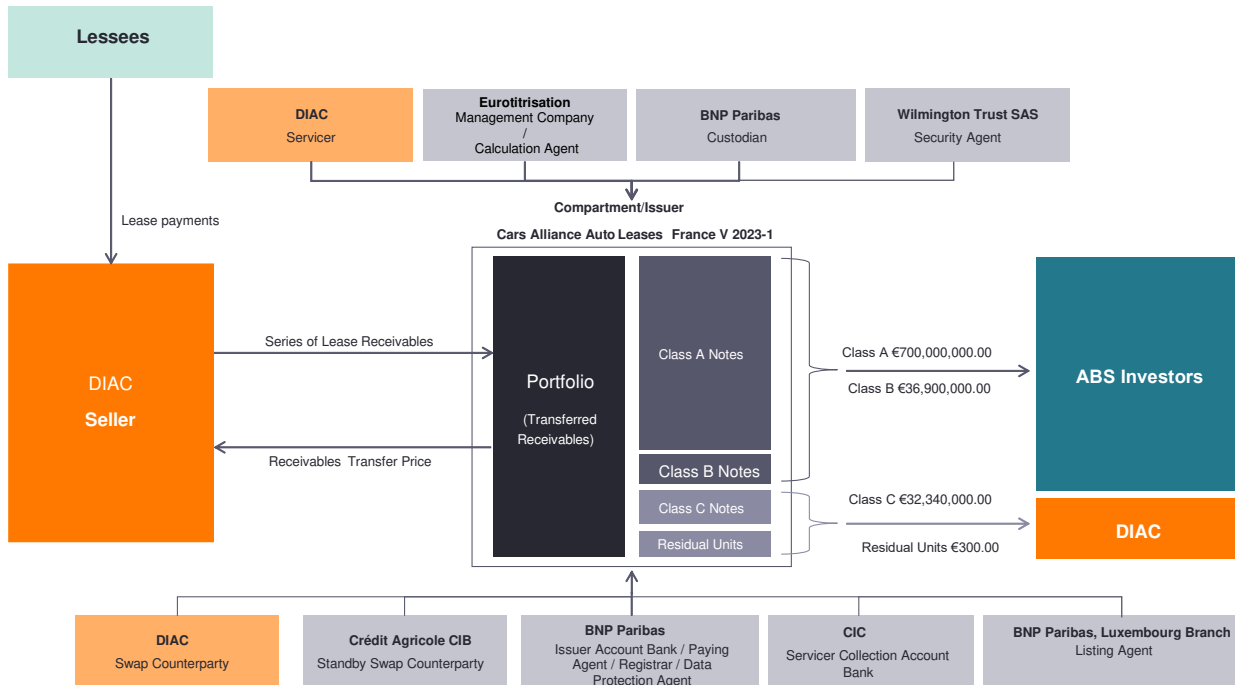 Lessees
DIAC
Servicer
Eurotitrisation
Management Company
/
Calculation Agent
BNP Paribas
Custodian
Wilmington Trust SAS
Security Agent
Lease payments
Compartment/Issuer
Cars Alliance Auto Leases France V 2023-1
DIAC
Seller
Series of Lease Receivables
Receivables Transfer Price
Portfolio
(Transferred
Receivables)
Class A Notes
Class B Notes
Class C Notes
Residual Units
Class A €700,000,000.00
Class B €36,900,000.00
Class C €32,340,000.00
Residual Units €300.00
ABS Investors
DIAC
DIAC
Swap Counterparty
Crédit Agricole CIB
Standby Swap Counterparty
BNP Paribas
Issuer Account Bank / Paying
Agent / Registrar / Data
Protection Agent
CIC
Servicer Collection Account
Bank
BNP Paribas, Luxembourg Branch
Listing Agent